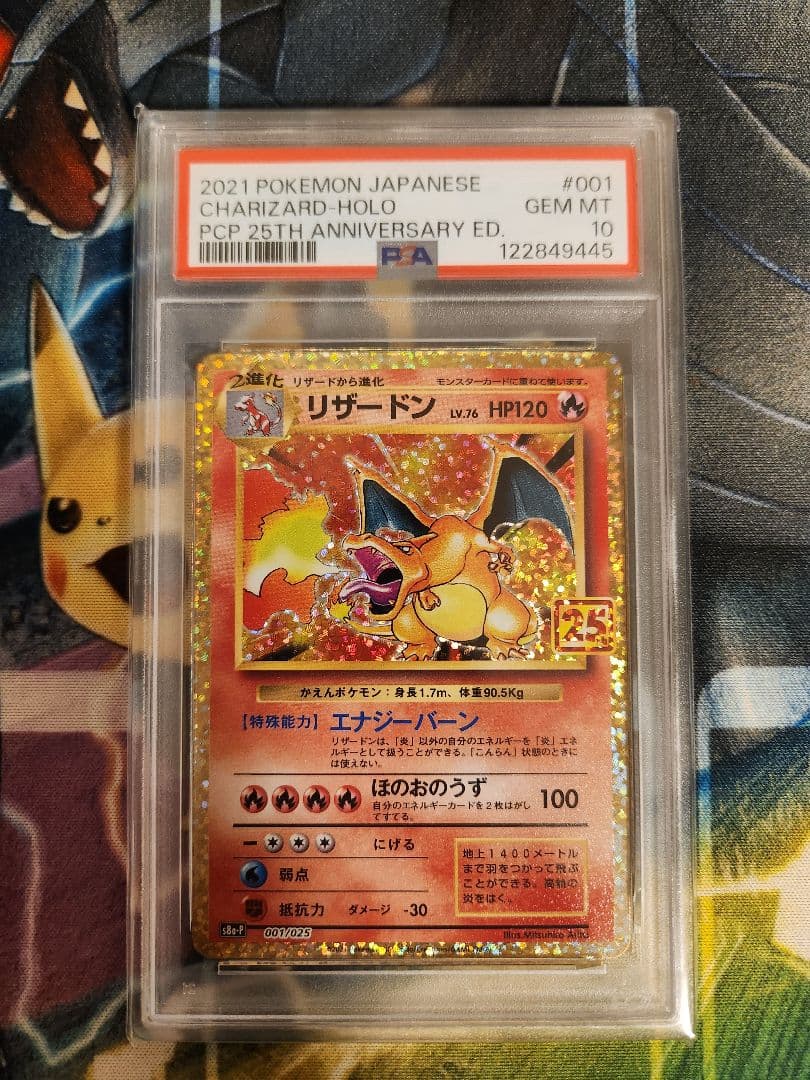 2021 POKEMON JAPANESE #001
CHARIZARD-HOLO GEM MT
PCP 25TH ANNIVERSARY ED. 10
PSA 122849445
2進化 リザードから進化 モンスターカードに重ねて使います。
リザードン LV.76 HP120
25
かえんポケモン：身長1.7m、体重90.5Kg
【特殊能力】エナジーバーン
リザードンは、「炎」以外の自分のエネルギーを「炎」エネ
ルギーとして扱うことができる。「こんらん」状態のときに
は使えない。
ほのおのうず 100
自分のエネルギーカードを2枚はがし
てすてる。
にげる
弱点
抵抗力 ダメージ -30
地上1400メートル
まで羽をつかって飛ぶ
ことができる。高熱の
炎をはく。
s8a-P 001/025
Illus.Mitsuhiro Arita